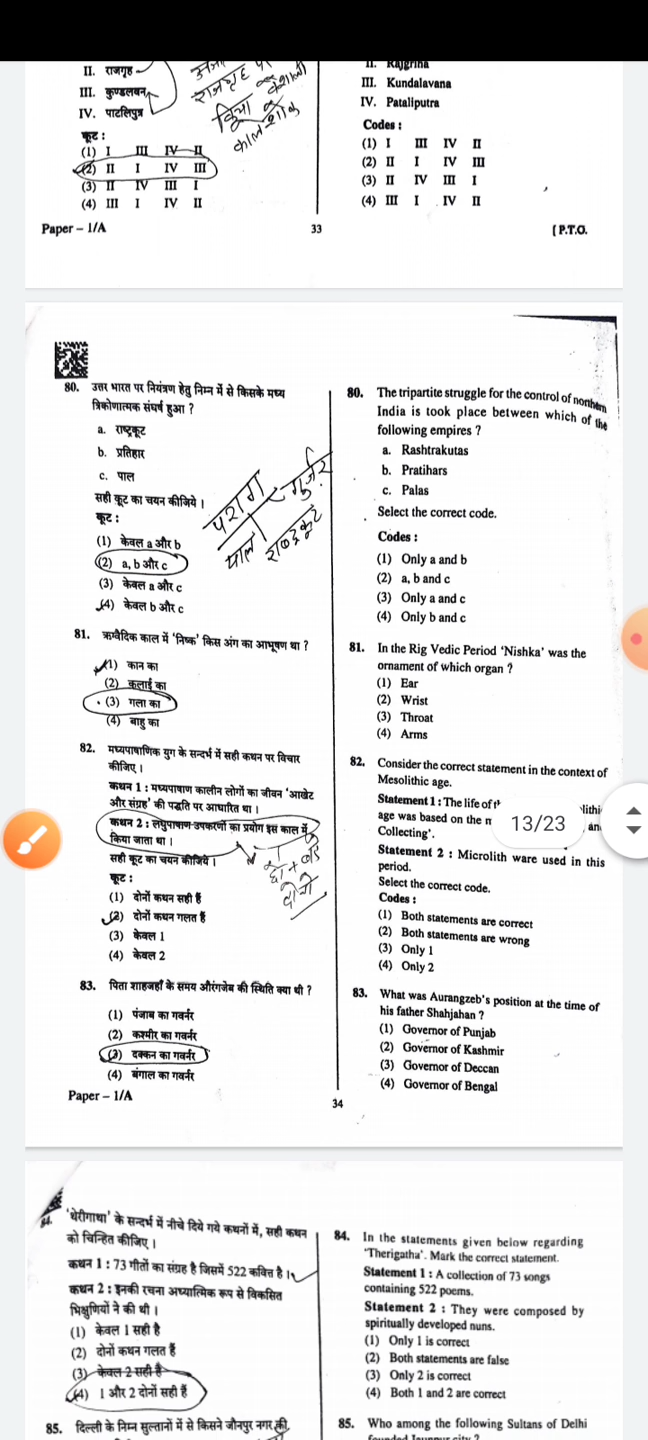 II. राजगृह
III. कुण्डलवन
IV. पाटलिपुत्र
कूट :
(1) I III IV II
(2) II I IV III
(3) II IV III I
(4) III I IV II
राजगृह
कालाशोक
II. Rajgriha
III. Kundalavana
IV. Pataliputra
Codes :
(1) I III IV II
(2) II I IV III
(3) II IV III I
(4) III I IV II
Paper – 1/A
33
[ P.T.O.
80. उत्तर भारत पर नियंत्रण हेतु निम्न में से किसके मध्य
त्रिकोणात्मक संघर्ष हुआ ?
a. राष्ट्रकूट
b. प्रतिहार
c. पाल
सही कूट का चयन कीजिये ।
कूट :
(1) केवल a और b
(2) a, b और c
(3) केवल a और c
(4) केवल b और c
पराग
गुर्जर
पाल
राष्ट्रकूट
81. ऋग्वैदिक काल में ‘निष्क’ किस अंग का आभूषण था ?
(1) कान का
(2) कलाई का
(3) गला का
(4) बाहु का
82. मध्यपाषाणिक युग के सन्दर्भ में सही कथन पर विचार
कीजिए ।
कथन 1 : मध्यपाषाण कालीन लोगों का जीवन ‘आखेट
और संग्रह’ की पद्धति पर आधारित था ।
कथन 2 : लघुपाषाण उपकरणों का प्रयोग इस काल में
किया जाता था ।
सही कूट का चयन कीजिये ।
कूट :
(1) दोनों कथन सही हैं
(2) दोनों कथन गलत हैं
(3) केवल 1
(4) केवल 2
दोनो
83. पिता शाहजहाँ के समय औरंगजेब की स्थिति क्या थी ?
(1) पंजाब का गवर्नर
(2) कश्मीर का गवर्नर
(3) दक्कन का गवर्नर
(4) बंगाल का गवर्नर
80. The tripartite struggle for the control of northern
India is took place between which of the
following empires ?
a. Rashtrakutas
b. Pratihars
c. Palas
Select the correct code.
Codes :
(1) Only a and b
(2) a, b and c
(3) Only a and c
(4) Only b and c
81. In the Rig Vedic Period ‘Nishka’ was the
ornament of which organ ?
(1) Ear
(2) Wrist
(3) Throat
(4) Arms
82. Consider the correct statement in the context of
Mesolithic age.
Statement 1 : The life of
age was based on the
Collecting’.
Statement 2 : Microlith ware used in this
period.
Select the correct code.
Codes :
(1) Both statements are correct
(2) Both statements are wrong
(3) Only 1
(4) Only 2
13/23
83. What was Aurangzeb’s position at the time of
his father Shahjahan ?
(1) Governor of Punjab
(2) Governor of Kashmir
(3) Governor of Deccan
(4) Governor of Bengal
Paper – 1/A
34
84. ‘थेरीगाथा’ के सन्दर्भ में नीचे दिये गये कथनों में, सही कथन
को चिन्हित कीजिए ।
कथन 1 : 73 गीतों का संग्रह है जिसमें 522 कवित्त है ।
कथन 2 : इनकी रचना अध्यात्मिक रूप से विकसित
भिक्षुणियों ने की थी ।
(1) केवल 1 सही है
(2) दोनों कथन गलत हैं
(3) केवल 2 सही है
(4) 1 और 2 दोनों सही हैं
85. दिल्ली के निम्न सुल्तानों में से किसने जौनपुर नगर की
84. In the statements given below regarding
‘Therigatha’. Mark the correct statement.
Statement 1 : A collection of 73 songs
containing 522 poems.
Statement 2 : They were composed by
spiritually developed nuns.
(1) Only 1 is correct
(2) Both statements are false
(3) Only 2 is correct
(4) Both 1 and 2 are correct
85. Who among the following Sultans of Delhi
founded Jaunpur city ?